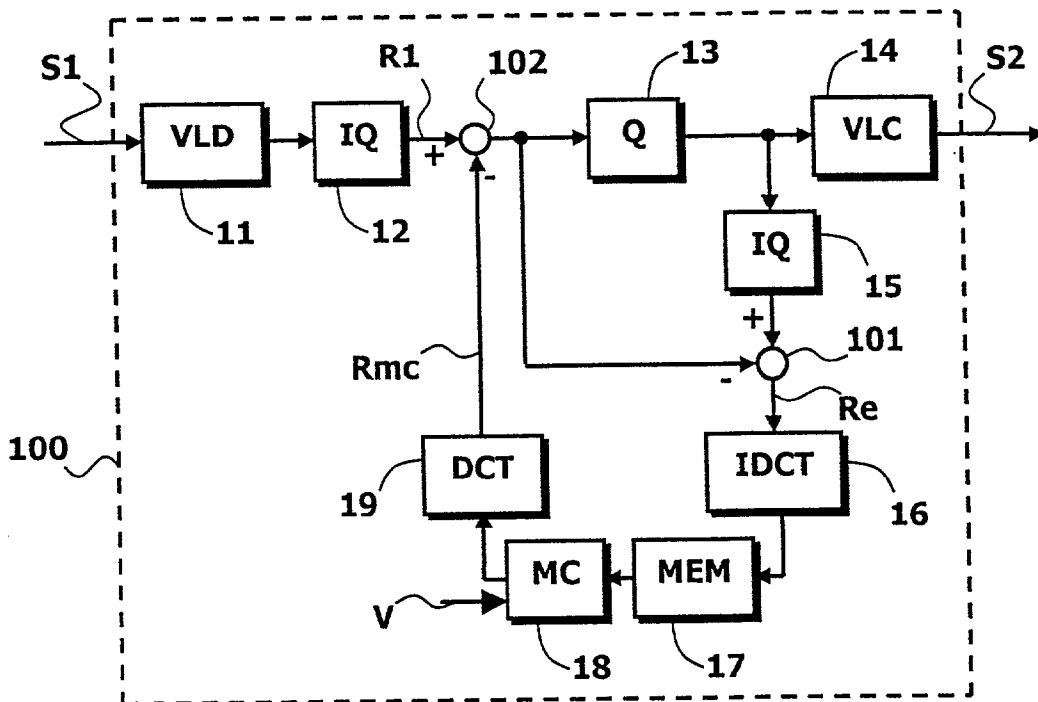 S1
R1
102
13
14
S2
VLD
IQ
+
-
Q
VLC
11
12
IQ
15
+
101
-
Rmc
Re
100
DCT
IDCT
19
16
MC
MEM
V
18
17